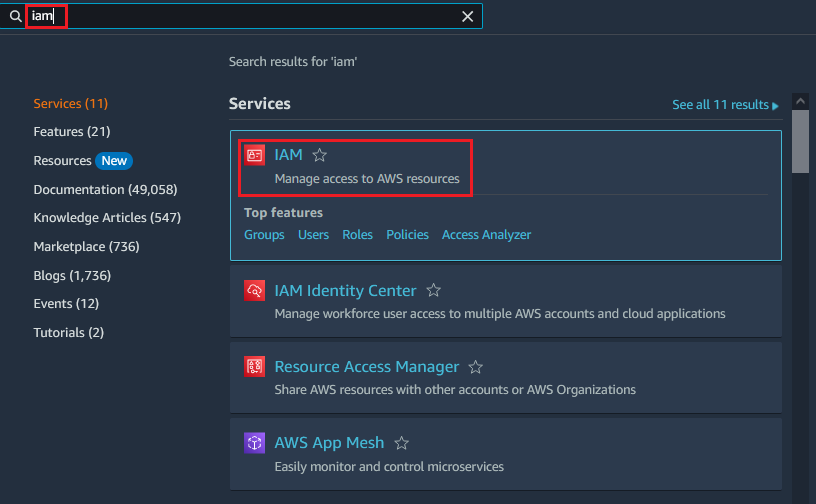 iam
Search results for 'iam'
Services (11)
Features (21)
Resources New
Documentation (49,058)
Knowledge Articles (547)
Marketplace (736)
Blogs (1,736)
Events (12)
Tutorials (2)
Services
See all 11 results
IAM
Manage access to AWS resources
Top features
Groups Users Roles Policies Access Analyzer
IAM Identity Center
Manage workforce user access to multiple AWS accounts and cloud applications
Resource Access Manager
Share AWS resources with other accounts or AWS Organizations
AWS App Mesh
Easily monitor and control microservices